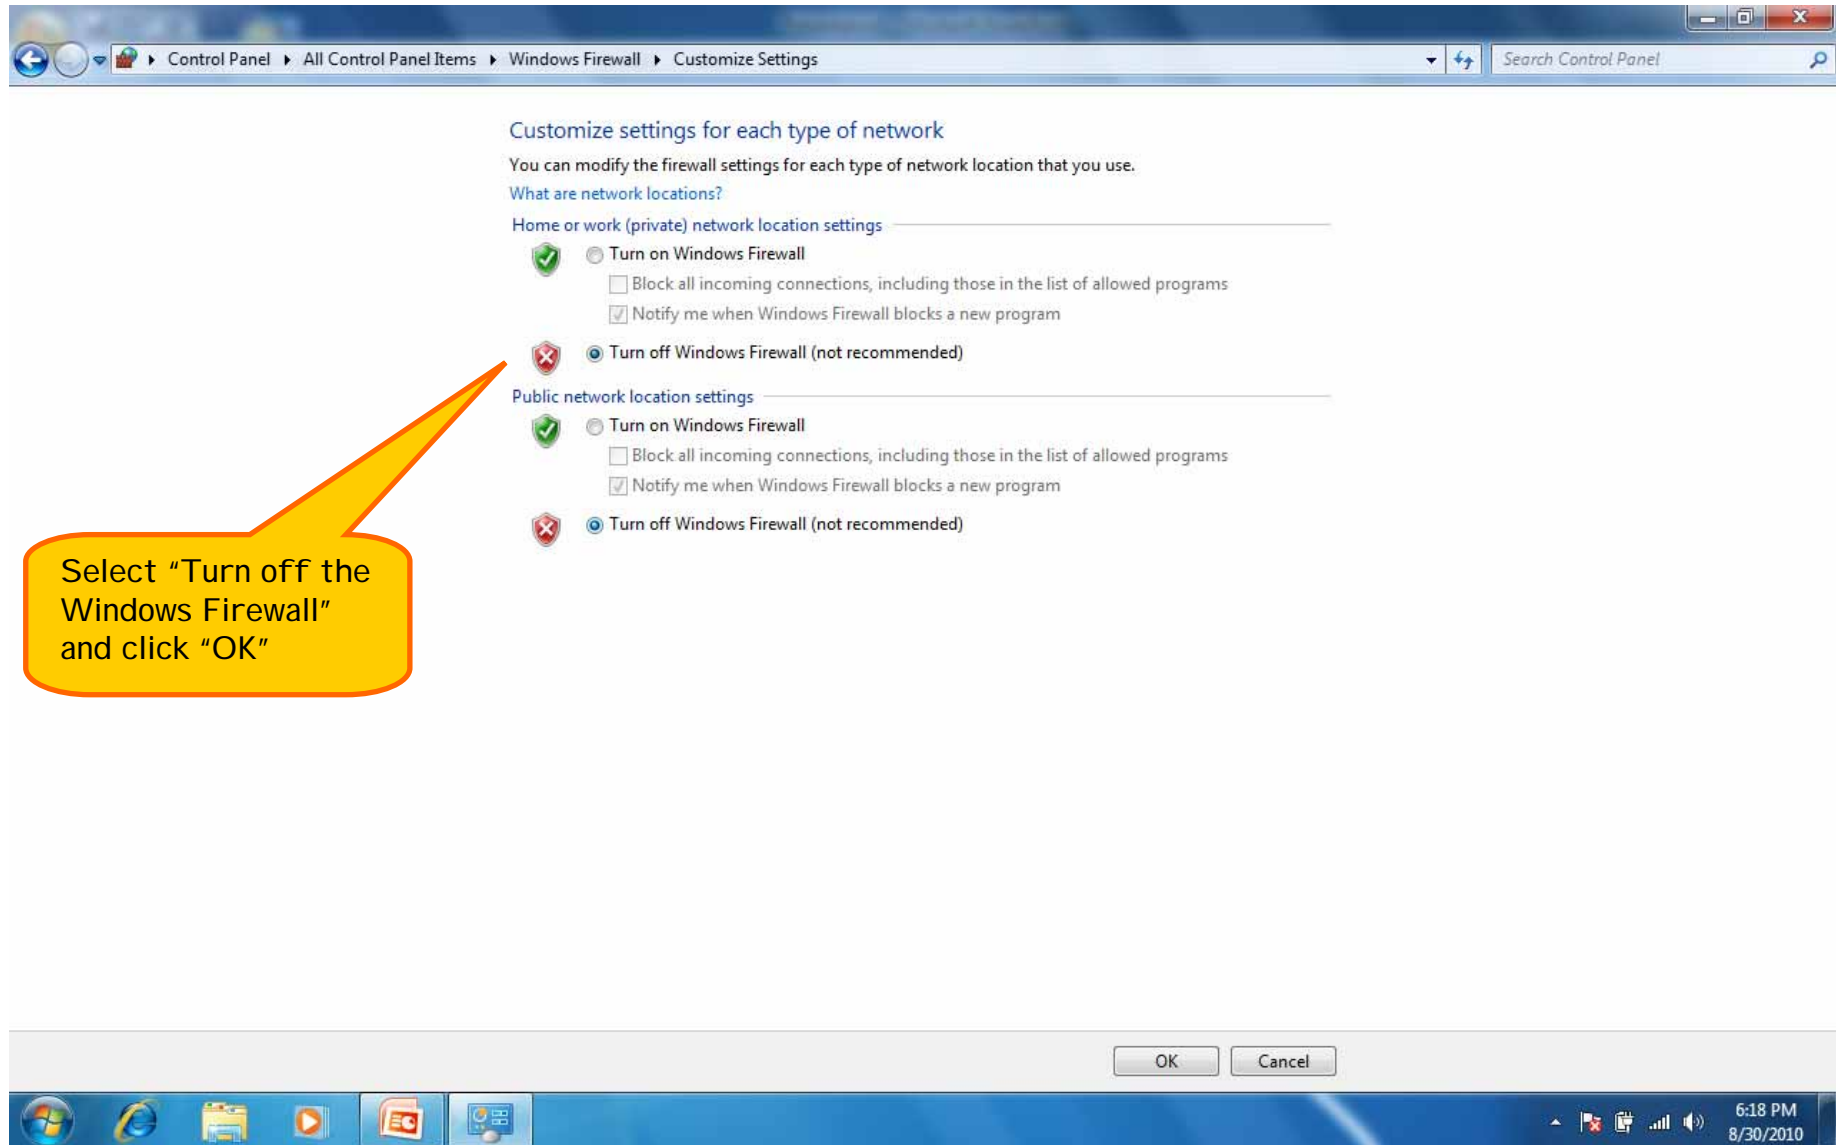 Control Panel All Control Panel Items Windows Firewall Customize Settings
Search Control Panel
Customize settings for each type of network
You can modify the firewall settings for each type of network location that you use.
What are network locations?
Home or work (private) network location settings
Turn on Windows Firewall
Block all incoming connections, including those in the list of allowed programs
Notify me when Windows Firewall blocks a new program
Turn off Windows Firewall (not recommended)
Public network location settings
Turn on Windows Firewall
Block all incoming connections, including those in the list of allowed programs
Notify me when Windows Firewall blocks a new program
Turn off Windows Firewall (not recommended)
Select “Turn off the
Windows Firewall”
and click “OK”
OK Cancel
6:18 PM
8/30/2010